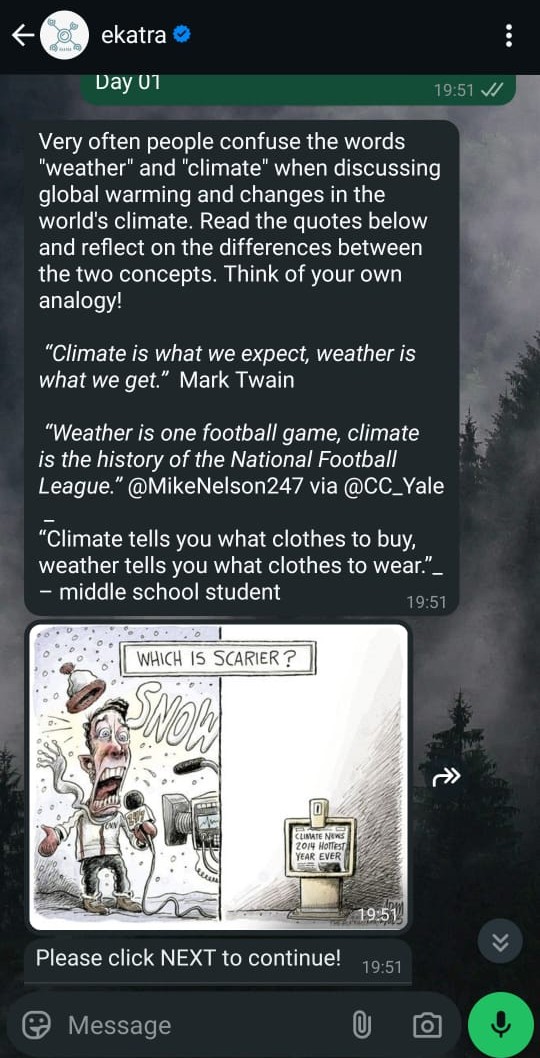 ekatra
Day 01
19:51
Very often people confuse the words
"weather" and "climate" when discussing
global warming and changes in the
world's climate. Read the quotes below
and reflect on the differences between
the two concepts. Think of your own
analogy!
“Climate is what we expect, weather is
what we get.” Mark Twain
“Weather is one football game, climate
is the history of the National Football
League.” @MikeNelson247 via @CC_Yale
_
“Climate tells you what clothes to buy,
weather tells you what clothes to wear.”_
– middle school student
19:51
WHICH IS SCARIER?
SNOW
CLIMATE NEWS
2014 HOTTEST
YEAR EVER
19:51
Please click NEXT to continue!
19:51
Message